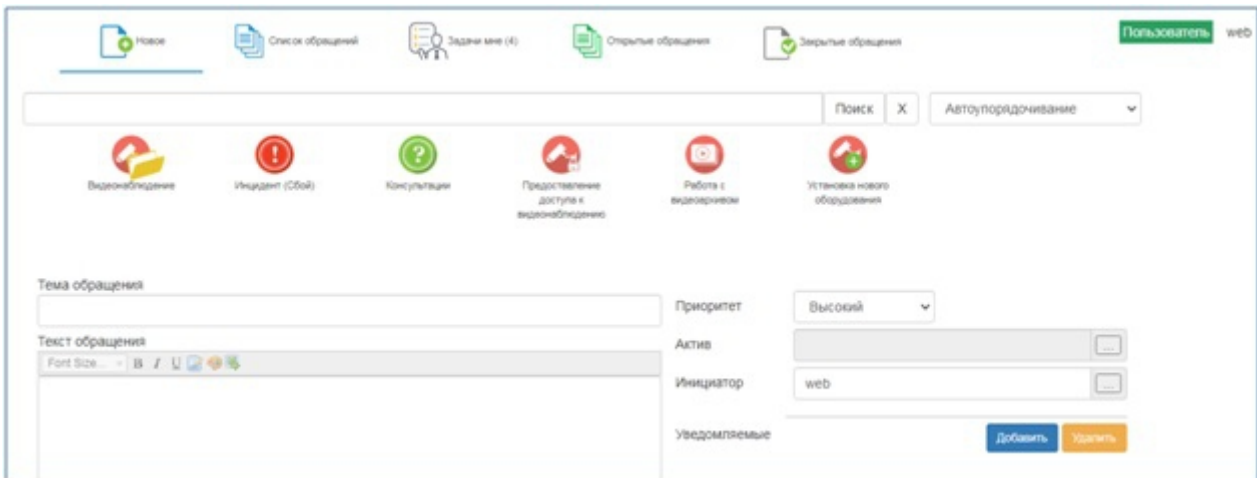 Новое
Список обращений
Задачи мне (4)
Открытые обращения
Закрытые обращения
Пользователь web
Поиск X Автоупорядочивание
Видеонаблюдение
Инцидент (Сбой)
Консультации
Предоставление
доступа к
видеонаблюдению
Работа с
видеоархивом
Установка нового
оборудования
Тема обращения
Приоритет Высокий
Текст обращения
Актив ...
Font Size... B I U
Инициатор web ...
Уведомляемые Добавить Удалить